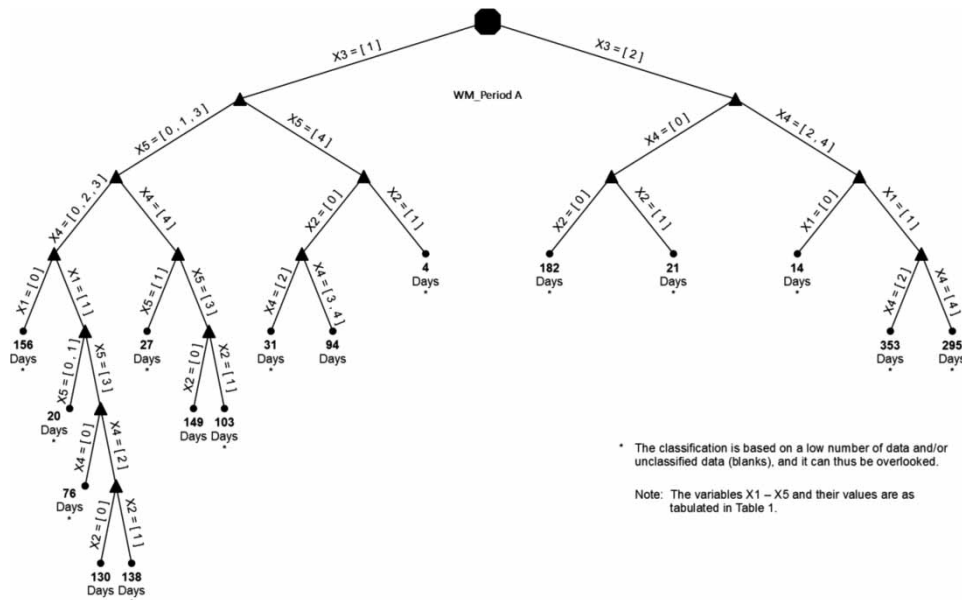 X3 = [ 1 ]
X3 = [ 2 ]
WM_Period A
X5 = [ 0 , 1 , 3 ]
X5 = [ 4 ]
X4 = [ 0 ]
X4 = [ 2 , 4 ]
X4 = [ 0 , 2 , 3 ]
X4 = [ 4 ]
X2 = [ 0 ]
X2 = [ 1 ]
X2 = [ 0 ]
X2 = [ 1 ]
X1 = [ 0 ]
X1 = [ 1 ]
4
Days
*
182
Days
*
21
Days
*
14
Days
*
X1 = [ 0 ]
X1 = [ 1 ]
X5 = [ 1 ]
X5 = [ 3 ]
X4 = [ 2 ]
X4 = [ 3 , 4 ]
X4 = [ 2 ]
X4 = [ 4 ]
156
Days
*
27
Days
*
31
Days
*
94
Days
353
Days
*
295
Days
*
X5 = [ 0 , 1 ]
X5 = [ 3 ]
X2 = [ 0 ]
X2 = [ 1 ]
20
Days
*
149
Days
103
Days
*
X4 = [ 0 ]
X4 = [ 2 ]
76
Days
*
X2 = [ 0 ]
X2 = [ 1 ]
130
Days
138
Days
* The classification is based on a low number of data and/or
unclassified data (blanks), and it can thus be overlooked.
Note: The variables X1 – X5 and their values are as
tabulated in Table 1.